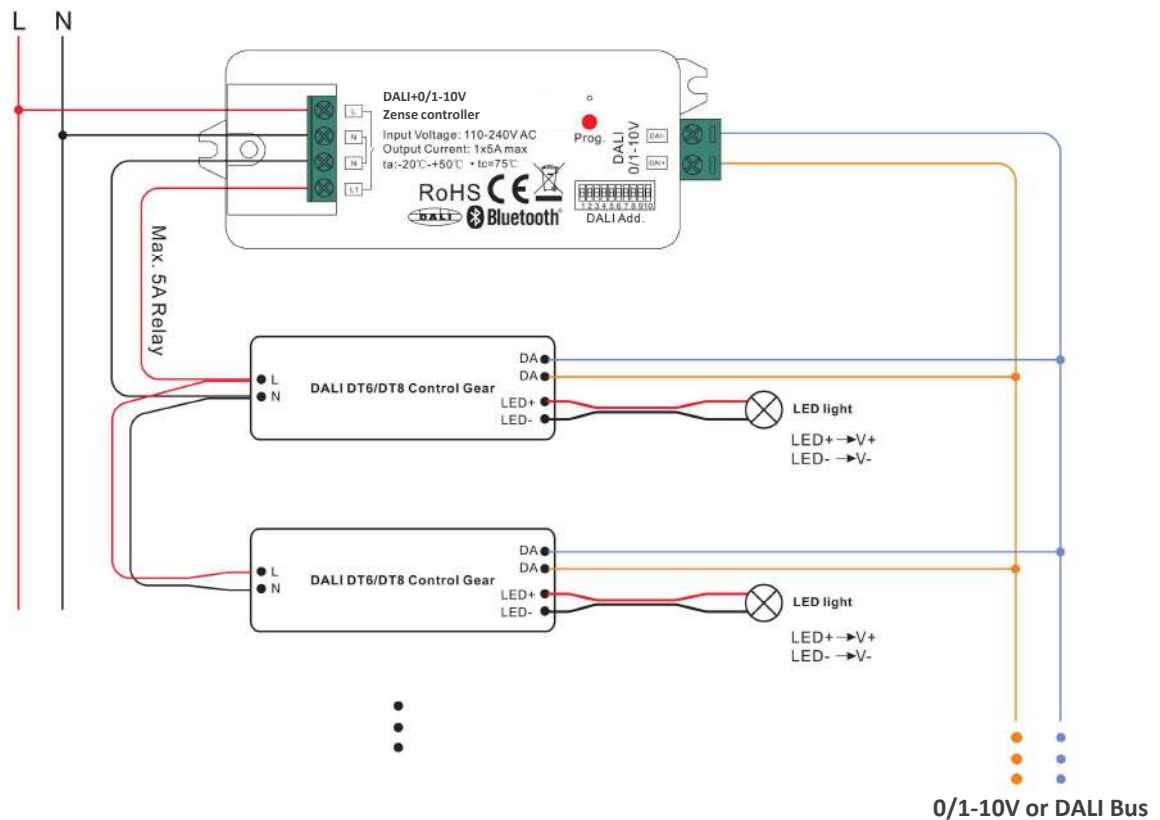 L N
DALI+0/1-10V
Zense controller
Input Voltage: 110-240V AC
Output Current: 1x5A max
ta:-20℃-+50℃ • tc=75℃
RoHS CE
DALI Bluetooth
L
N
N
L1
Prog.
DALI
0/1-10V
DAI-
DAI+
1 2 3 4 5 6 7 8 9 10
DALI Add.
Max. 5A Relay
L
N
DALI DT6/DT8 Control Gear
DA
DA
LED+
LED-
LED light
LED+→V+
LED-→V-
L
N
DALI DT6/DT8 Control Gear
DA
DA
LED+
LED-
LED light
LED+→V+
LED-→V-
0/1-10V or DALI Bus